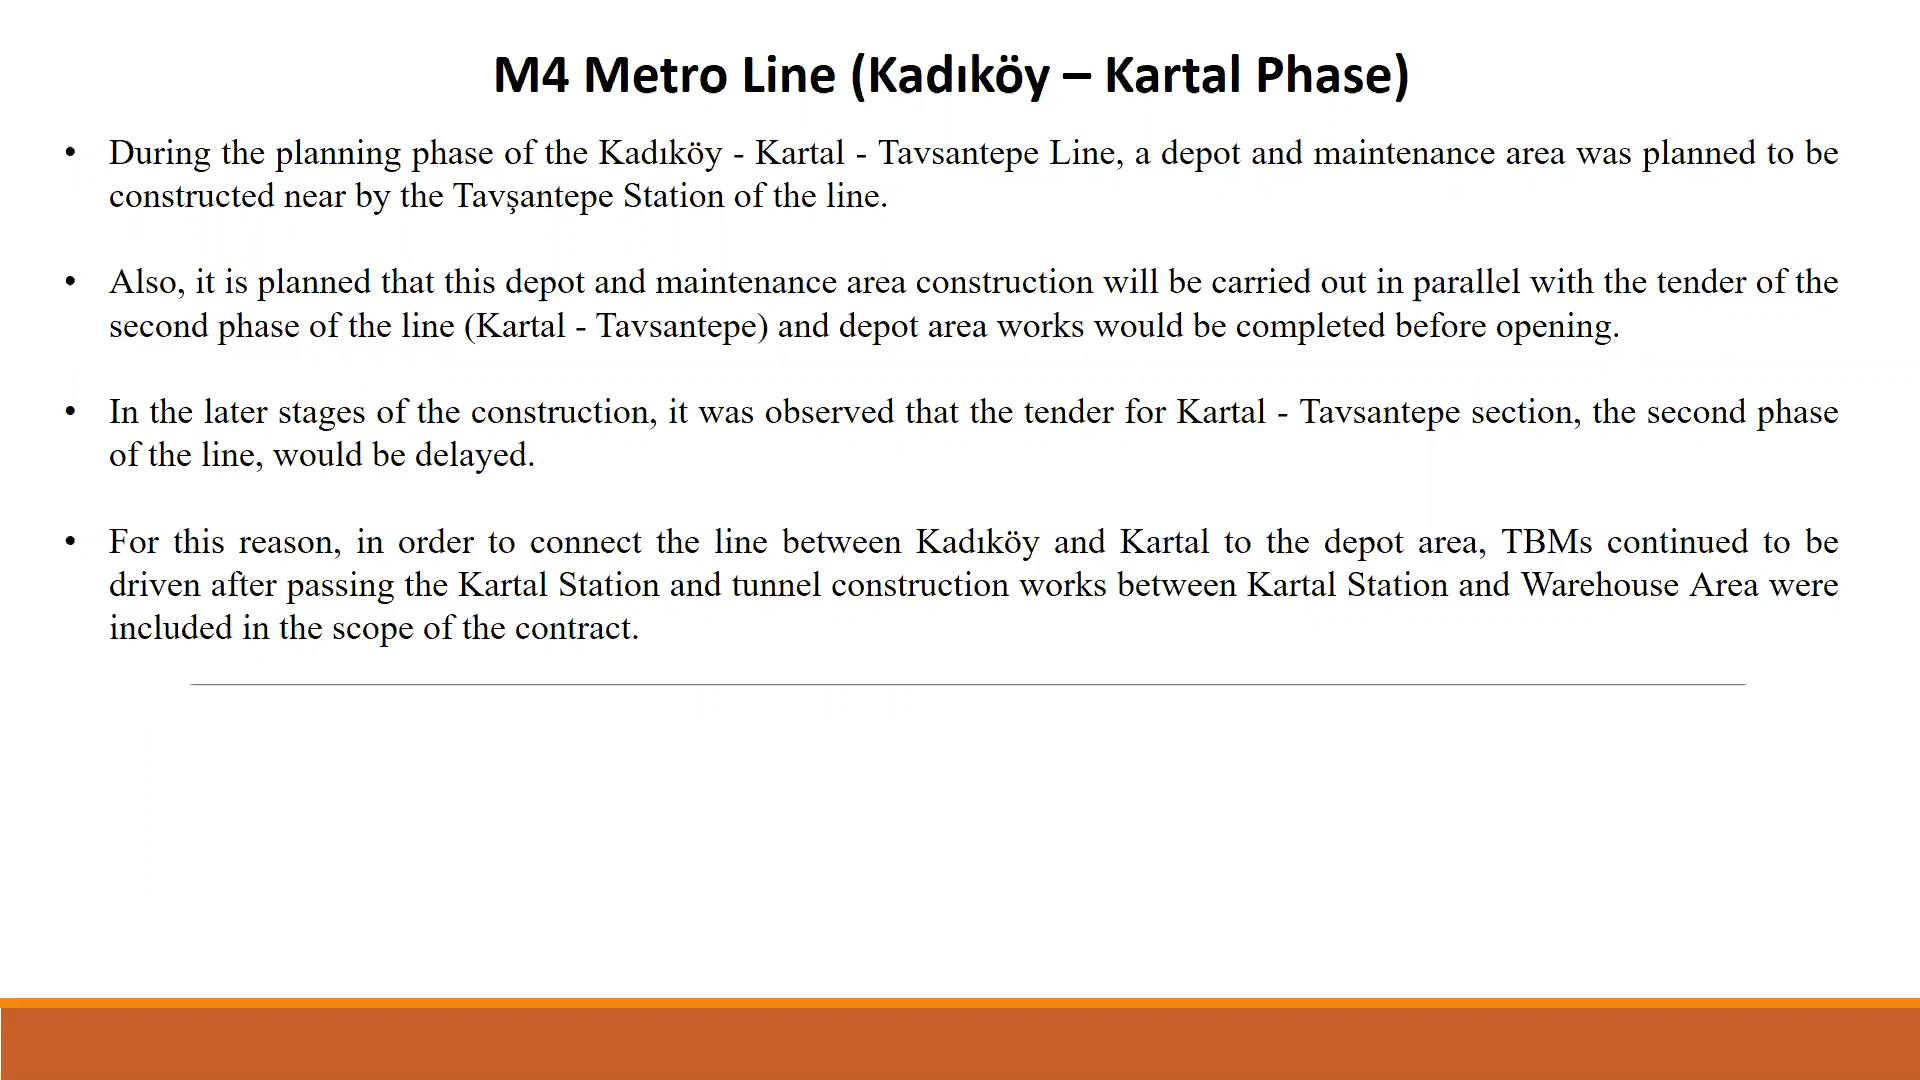 M4 Metro Line (Kadıköy – Kartal Phase)
• During the planning phase of the Kadıköy - Kartal - Tavsantepe Line, a depot and maintenance area was planned to be
constructed near by the Tavşantepe Station of the line.
• Also, it is planned that this depot and maintenance area construction will be carried out in parallel with the tender of the
second phase of the line (Kartal - Tavsantepe) and depot area works would be completed before opening.
• In the later stages of the construction, it was observed that the tender for Kartal - Tavsantepe section, the second phase
of the line, would be delayed.
• For this reason, in order to connect the line between Kadıköy and Kartal to the depot area, TBMs continued to be
driven after passing the Kartal Station and tunnel construction works between Kartal Station and Warehouse Area were
included in the scope of the contract.